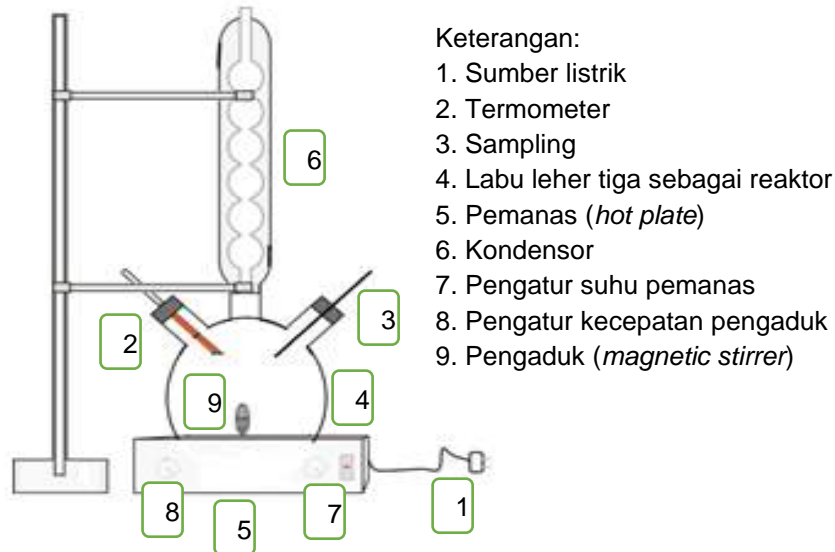 Keterangan:
1. Sumber listrik
2. Termometer
3. Sampling
4. Labu leher tiga sebagai reaktor
5. Pemanas (hot plate)
6. Kondensor
7. Pengatur suhu pemanas
8. Pengatur kecepatan pengaduk
9. Pengaduk (magnetic stirrer)
6
3
2
9
4
8
5
7
1